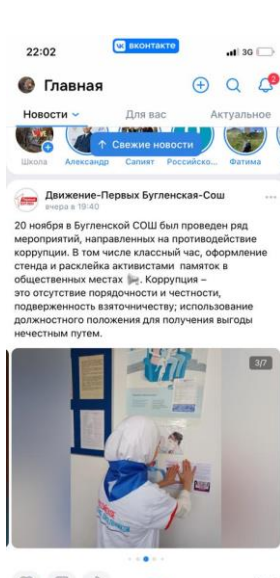 22:02
вконтакте
3G
Главная
Новости
Для вас
Актуальное
↑ Свежие новости
Школа
Александр
Сапият
Российско...
Фатима
Движение-Первых Бугленская-Сош
вчера в 19:40
20 ноября в Бугленской СОШ был проведен ряд
мероприятий, направленных на противодействие
коррупции. В том числе классный час, оформление
стенда и расклейка активистами памяток в
общественных местах. Коррупция –
это отсутствие порядочности и честности,
подверженность взяточничеству; использование
должностного положения для получения выгоды
нечестным путем.
3/7